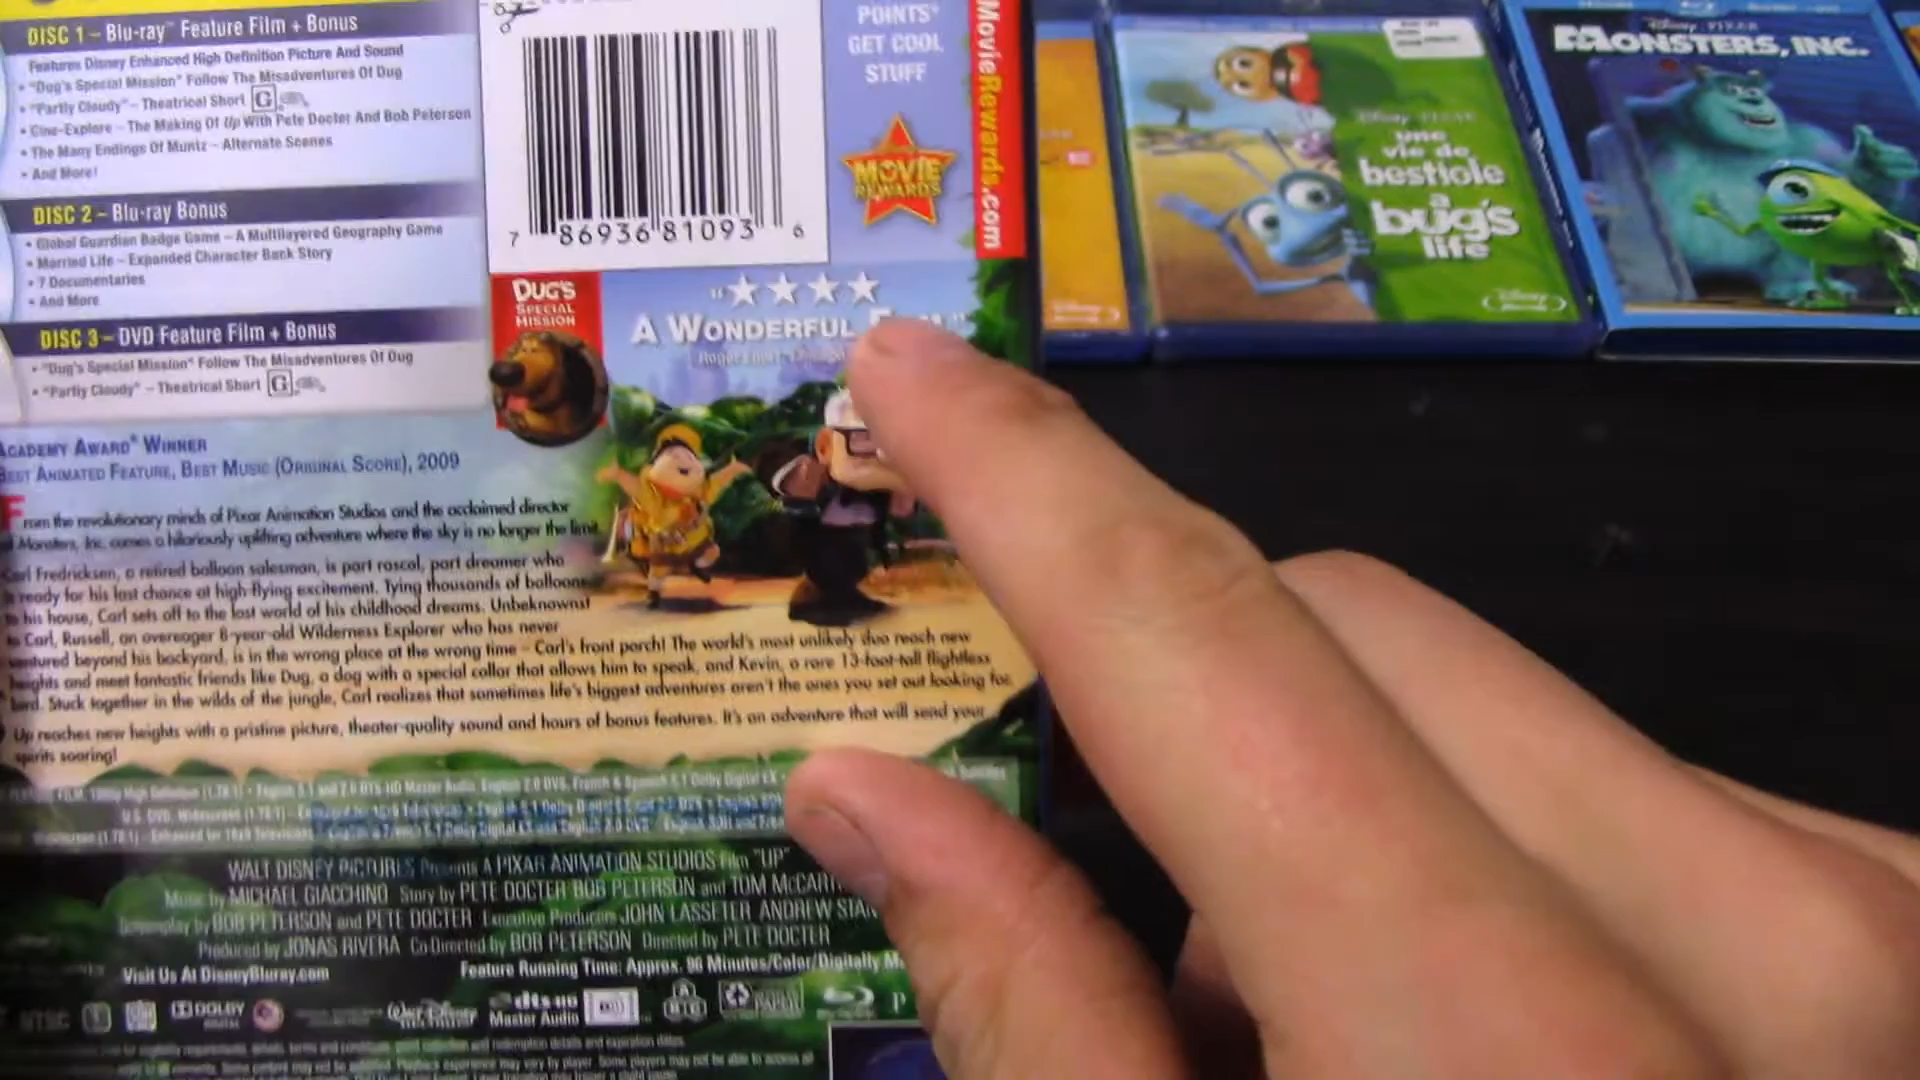 DISC 1 – Blu-ray™ Feature Film + Bonus
Features Disney Enhanced High Definition Picture And Sound
• "Dug's Special Mission" Follow The Misadventures Of Dug
• "Partly Cloudy" – Theatrical Short G
• Cine-Explore – The Making Of Up With Pete Docter And Bob Peterson
• The Many Endings Of Muntz – Alternate Scenes
• And More!
DISC 2 – Blu-ray Bonus
• Global Guardian Badge Game – A Multilayered Geography Game
• Married Life – Expanded Character Back Story
• 7 Documentaries
• And More
DISC 3 – DVD Feature Film + Bonus
• "Dug's Special Mission" Follow The Misadventures Of Dug
• "Partly Cloudy" – Theatrical Short G
7 86936 81093 6
POINTS*
GET COOL
STUFF
MOVIE
REWARDS
MovieRewards.com
DUG'S
SPECIAL
MISSION
"★★★★
A WONDERFUL
ACADEMY AWARD® WINNER
BEST ANIMATED FEATURE, BEST MUSIC (ORIGINAL SCORE), 2009
From the revolutionary minds of Pixar Animation Studios and the acclaimed director
of Monsters, Inc. comes a hilariously uplifting adventure where the sky is no longer the limit.
Carl Fredricksen, a retired balloon salesman, is part rascal, part dreamer who
is ready for his last chance at high-flying excitement. Tying thousands of balloons
to his house, Carl sets off to the lost world of his childhood dreams. Unbeknownst
to Carl, Russell, an overeager 8-year-old Wilderness Explorer who has never
ventured beyond his backyard, is in the wrong place at the wrong time – Carl's front porch! The world's most unlikely duo reach new
heights and meet fantastic friends like Dug, a dog with a special collar that allows him to speak, and Kevin, a rare 13-foot-tall flightless
bird. Stuck together in the wilds of the jungle, Carl realizes that sometimes life's biggest adventures aren't the ones you set out looking for.
Up reaches new heights with a pristine picture, theater-quality sound and hours of bonus features. It's an adventure that will send your
spirits soaring!
WALT DISNEY PICTURES Presents A PIXAR ANIMATION STUDIOS Film "UP"
Music by MICHAEL GIACCHINO Story by PETE DOCTER BOB PETERSON and TOM
Screenplay by BOB PETERSON and PETE DOCTER Executive Producers JOHN LASSETER ANDREW
Produced by JONAS RIVERA Co-Directed by BOB PETERSON Directed by PETE DOCTER
Visit Us At DisneyBluray.com
Feature Running Time: Approx. 96 Minutes/Color/Digitally
NTSC 1 DOLBY DIGITAL WALT DISNEY dts HD Master Audio
Disney PIXAR
une
vie de
bestiole
a
bug's
life
Disney
Disney PIXAR
MONSTERS, INC.